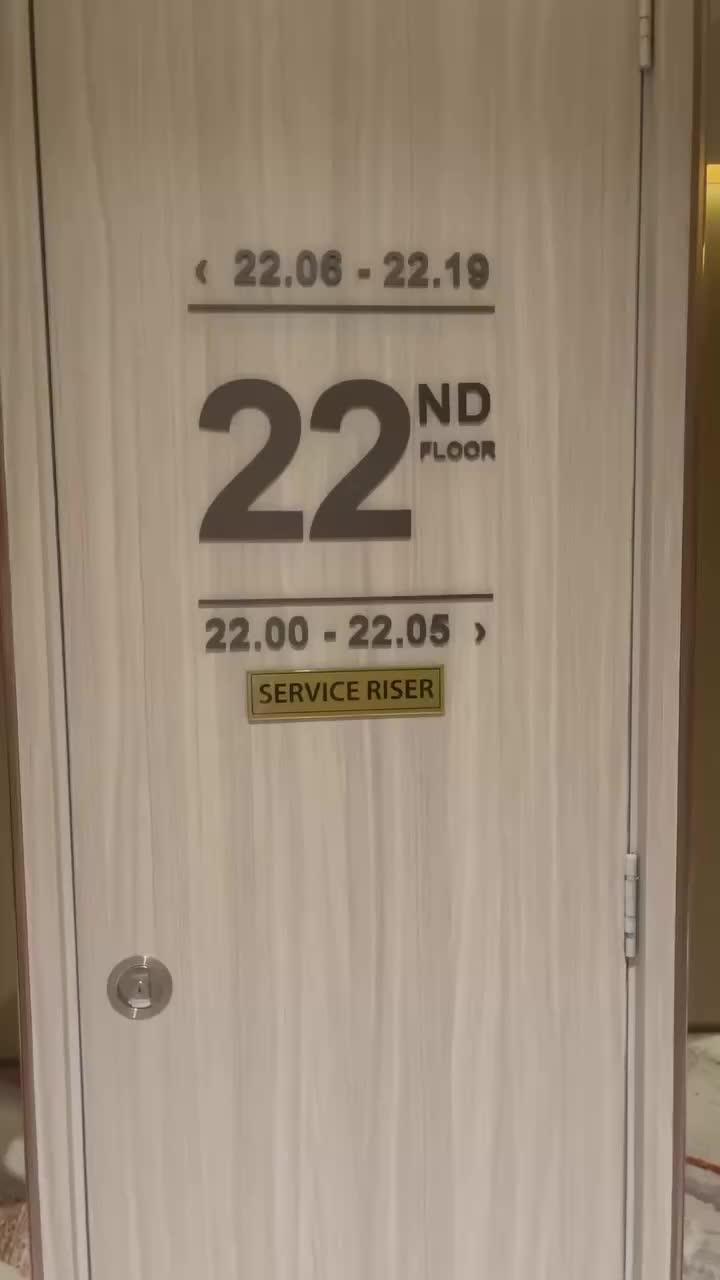 ‹ 22.06 - 22.19
22ND
FLOOR
22.00 - 22.05 ›
SERVICE RISER